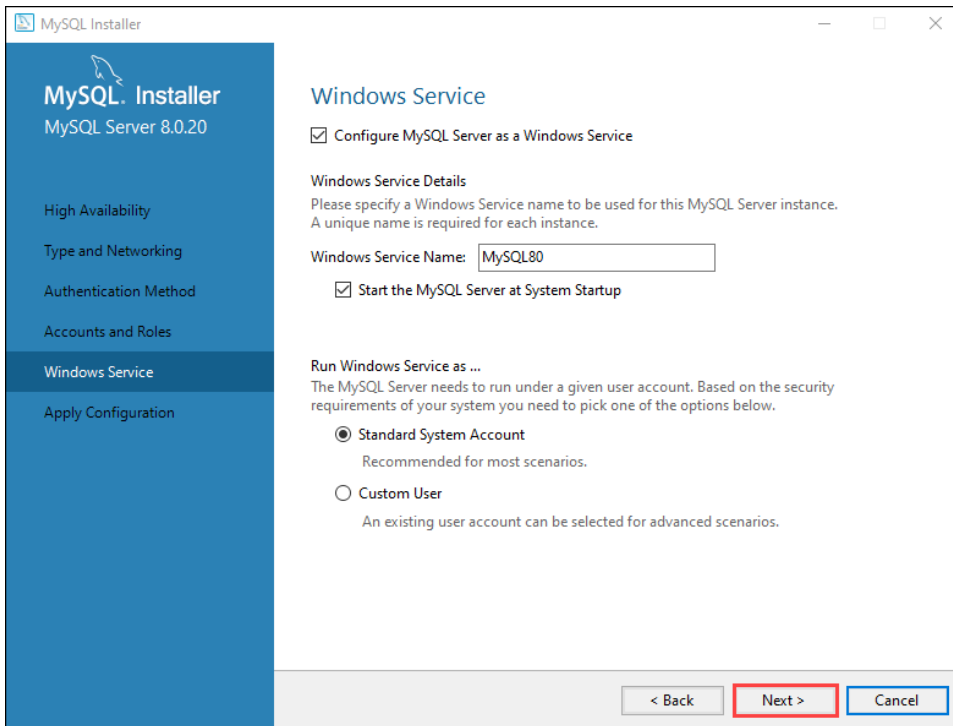 MySQL Installer
MySQL. Installer
MySQL Server 8.0.20
High Availability
Type and Networking
Authentication Method
Accounts and Roles
Windows Service
Apply Configuration
Windows Service
Configure MySQL Server as a Windows Service
Windows Service Details
Please specify a Windows Service name to be used for this MySQL Server instance.
A unique name is required for each instance.
Windows Service Name: MySQL80
Start the MySQL Server at System Startup
Run Windows Service as ...
The MySQL Server needs to run under a given user account. Based on the security
requirements of your system you need to pick one of the options below.
Standard System Account
Recommended for most scenarios.
Custom User
An existing user account can be selected for advanced scenarios.
< Back Next > Cancel